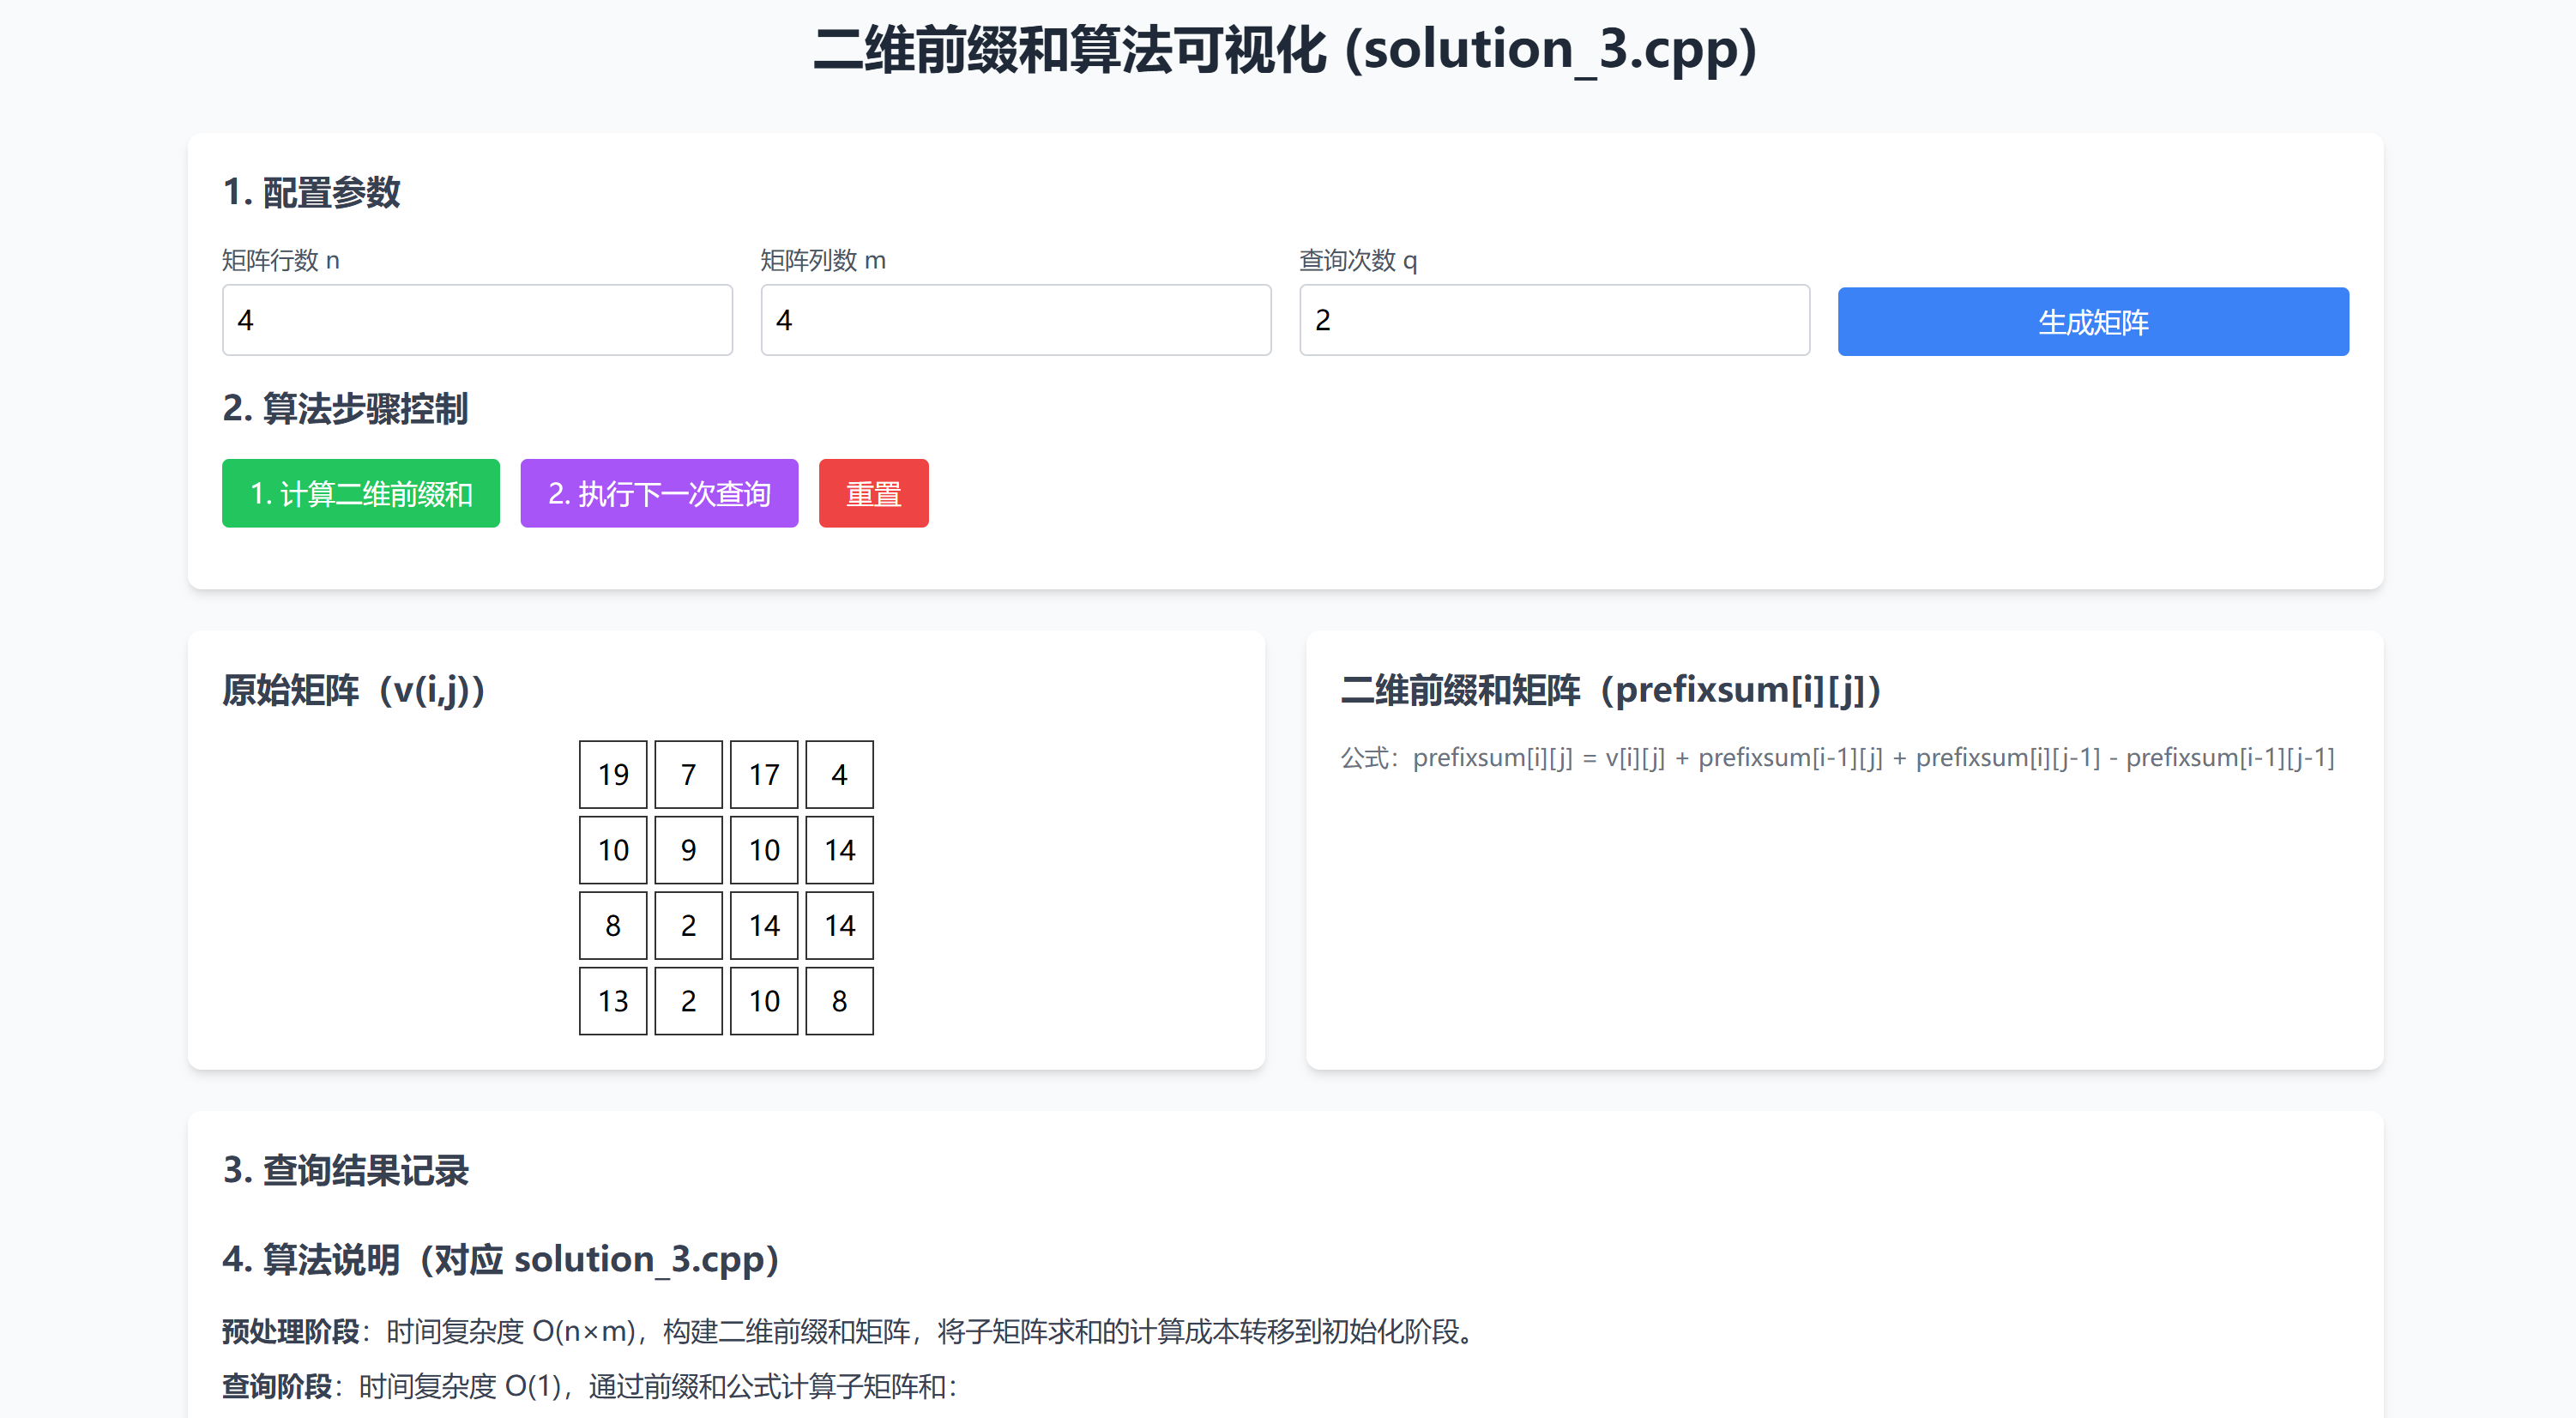 二维前缀和算法可视化 (solution_3.cpp)
1. 配置参数
矩阵行数 n
矩阵列数 m
查询次数 q
4
4
2
生成矩阵
2. 算法步骤控制
1. 计算二维前缀和
2. 执行下一次查询
重置
原始矩阵（v(i,j)）
19 7 17 4
10 9 10 14
8 2 14 14
13 2 10 8
二维前缀和矩阵（prefixsum[i][j]）
公式：prefixsum[i][j] = v[i][j] + prefixsum[i-1][j] + prefixsum[i][j-1] - prefixsum[i-1][j-1]
3. 查询结果记录
4. 算法说明（对应 solution_3.cpp）
预处理阶段：时间复杂度 O(n×m)，构建二维前缀和矩阵，将子矩阵求和的计算成本转移到初始化阶段。
查询阶段：时间复杂度 O(1)，通过前缀和公式计算子矩阵和：